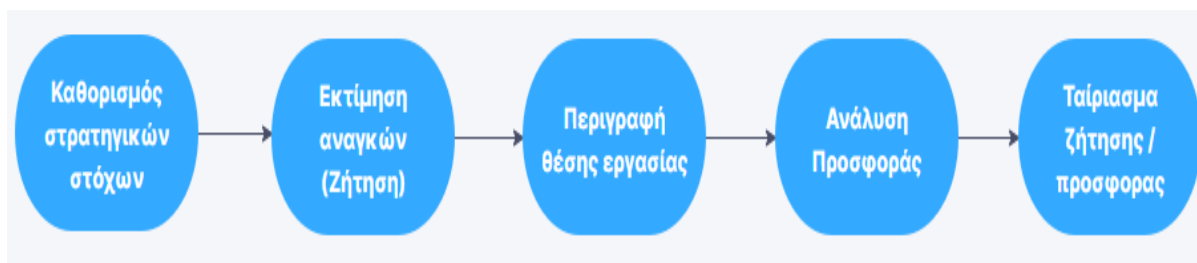 Καθορισμός
στρατηγικών
στόχων
Εκτίμηση
αναγκών
(Ζήτηση)
Περιγραφή
θέσης εργασίας
Ανάλυση
Προσφοράς
Ταίριασμα
ζήτησης /
προσφορας